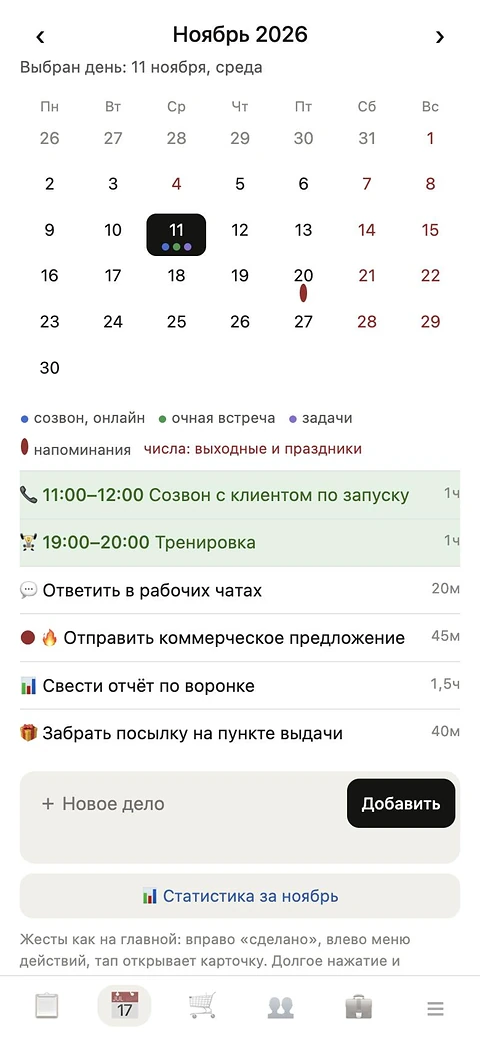 ‹ Ноябрь 2026 ›
Выбран день: 11 ноября, среда
Пн Вт Ср Чт Пт Сб Вс
26 27 28 29 30 31 1
2 3 4 5 6 7 8
9 10 11 12 13 14 15
16 17 18 19 20 21 22
23 24 25 26 27 28 29
30
созвон, онлайн очная встреча задачи
напоминания числа: выходные и праздники
11:00–12:00 Созвон с клиентом по запуску 1ч
19:00–20:00 Тренировка 1ч
Ответить в рабочих чатах 20м
Отправить коммерческое предложение 45м
Свести отчёт по воронке 1,5ч
Забрать посылку на пункте выдачи 40м
+ Новое дело Добавить
Статистика за ноябрь
Жесты как на главной: вправо «сделано», влево меню
действий, тап открывает карточку. Долгое нажатие и
JUL
17